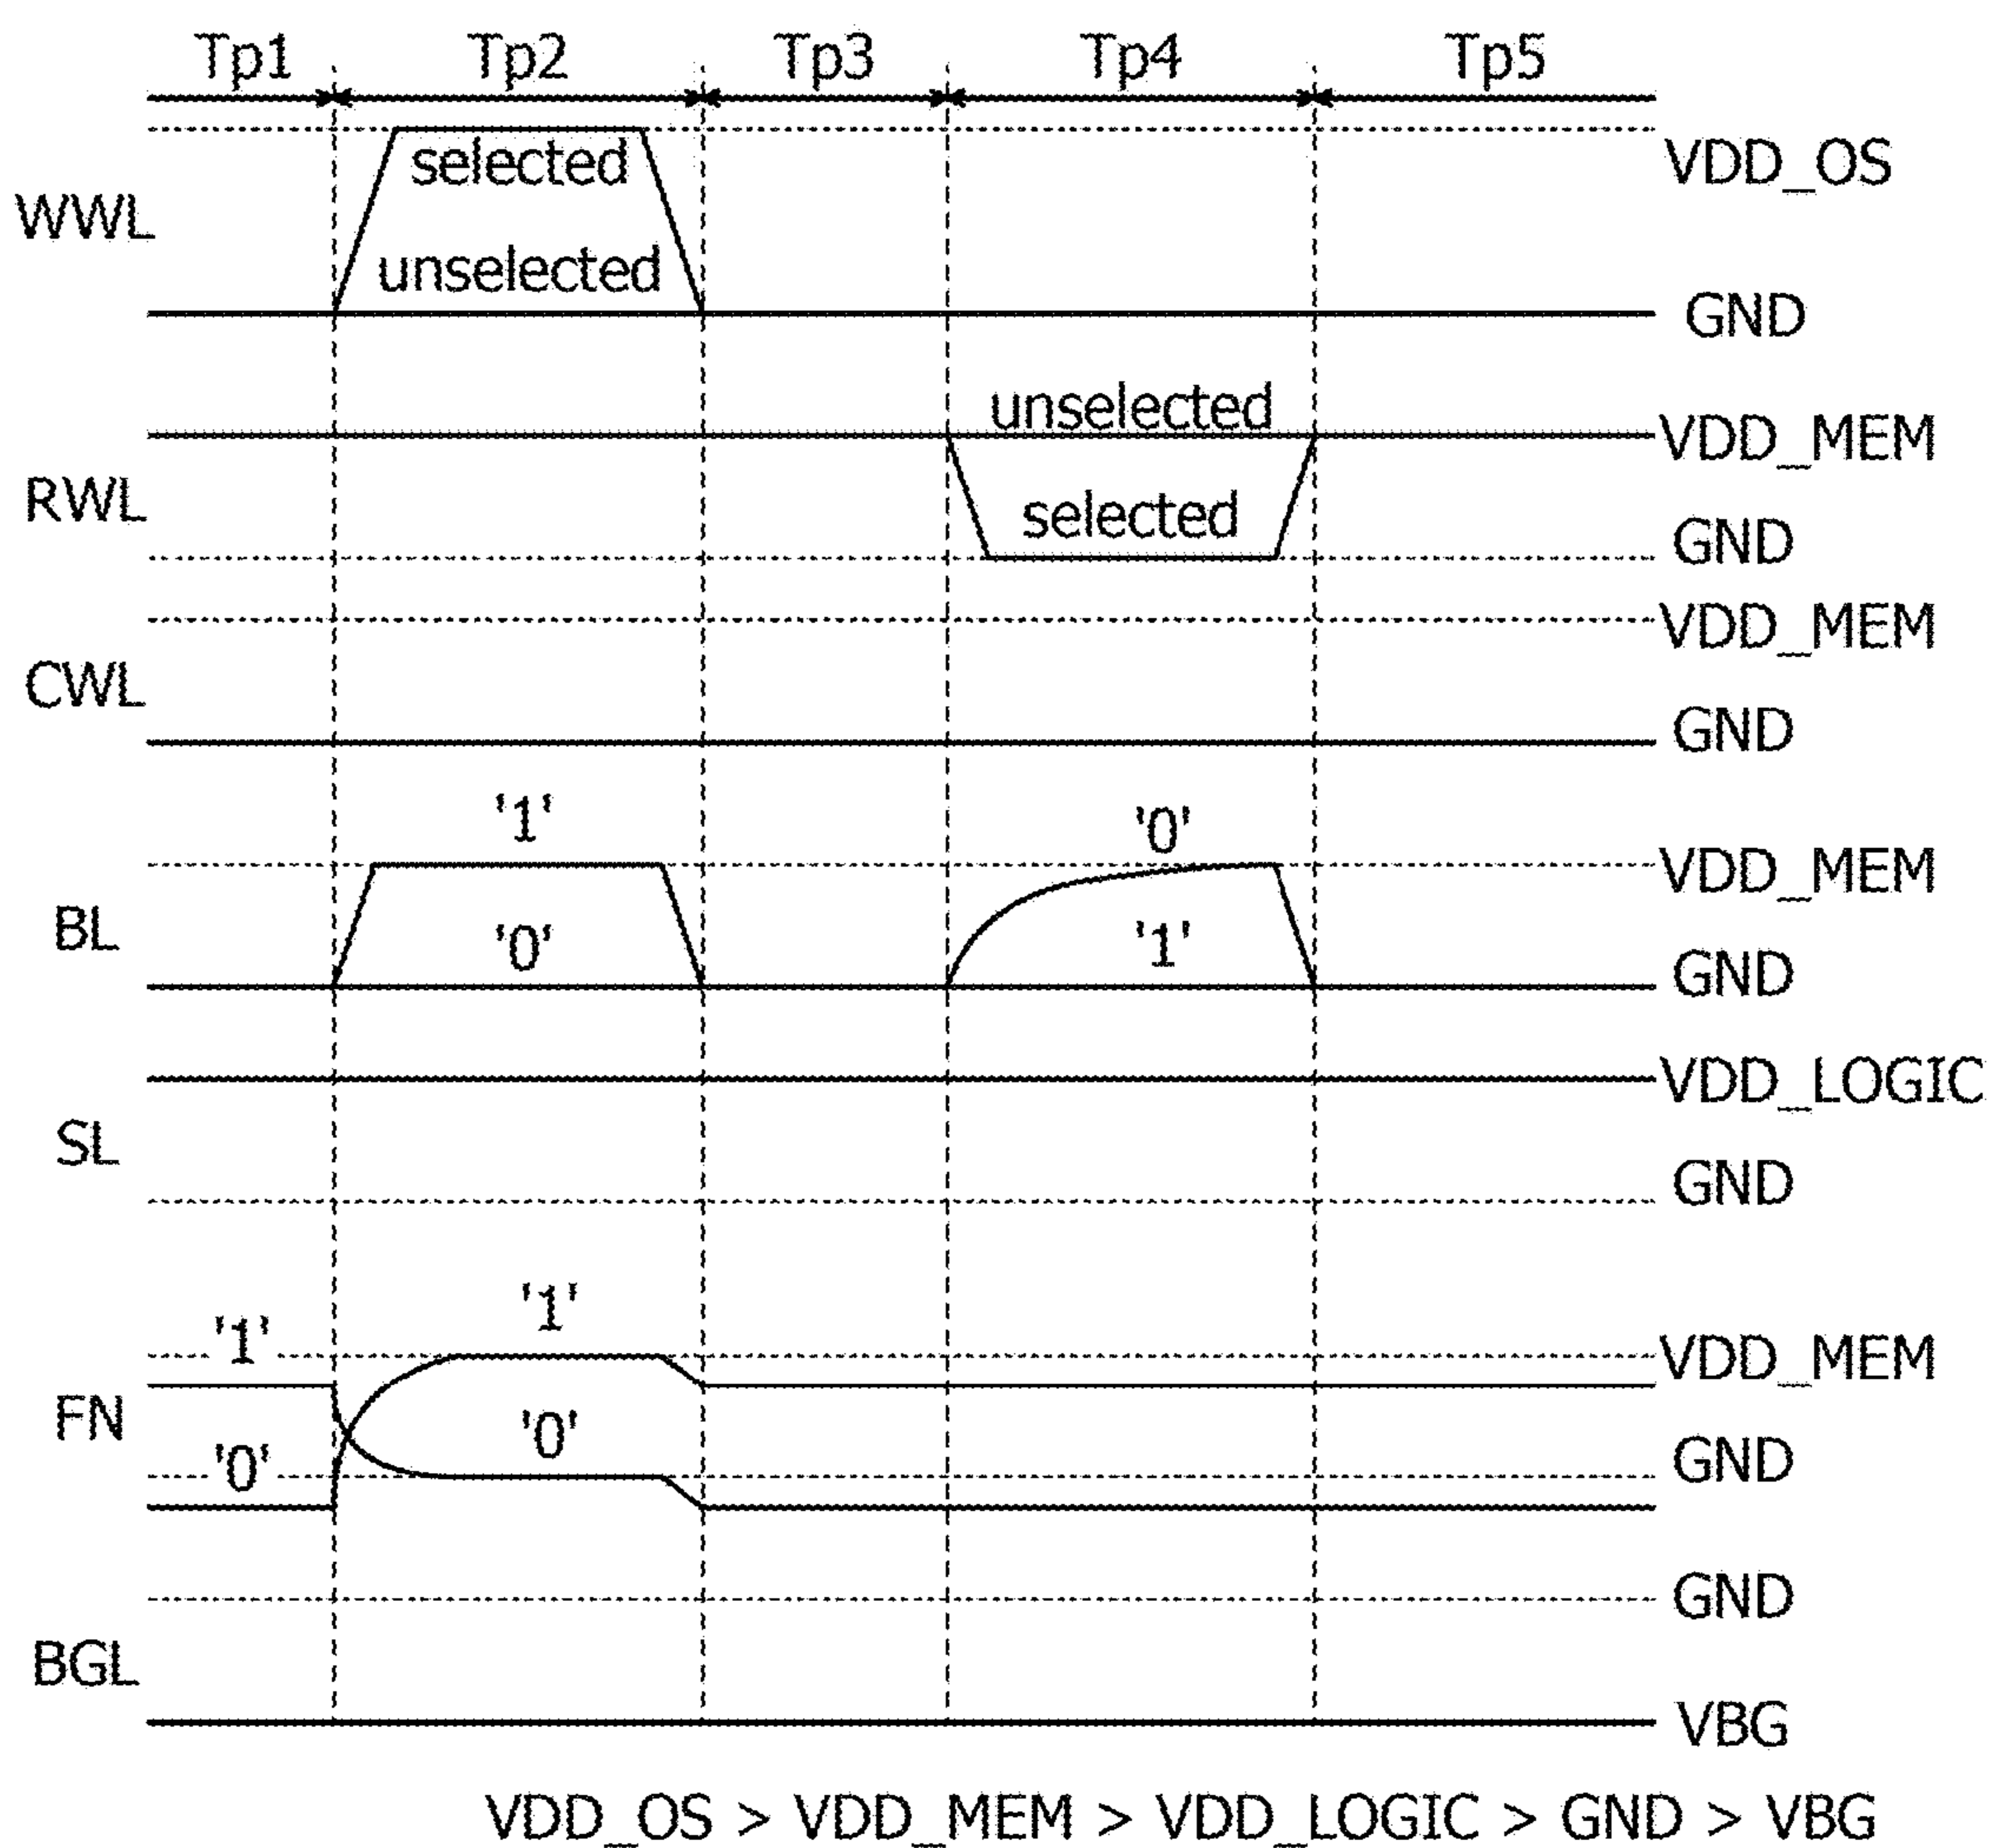 Tp1 Tp2 Tp3 Tp4 Tp5
selected VDD_OS
WWL
unselected
GND
unselected
VDD_MEM
RWL selected
GND
VDD_MEM
CWL
GND
'1' '0'
VDD_MEM
BL '0' '1'
GND
VDD_LOGIC
SL
GND
'1' '1'
VDD_MEM
FN '0'
'0' GND
GND
BGL
VBG
VDD_OS > VDD_MEM > VDD_LOGIC > GND > VBG